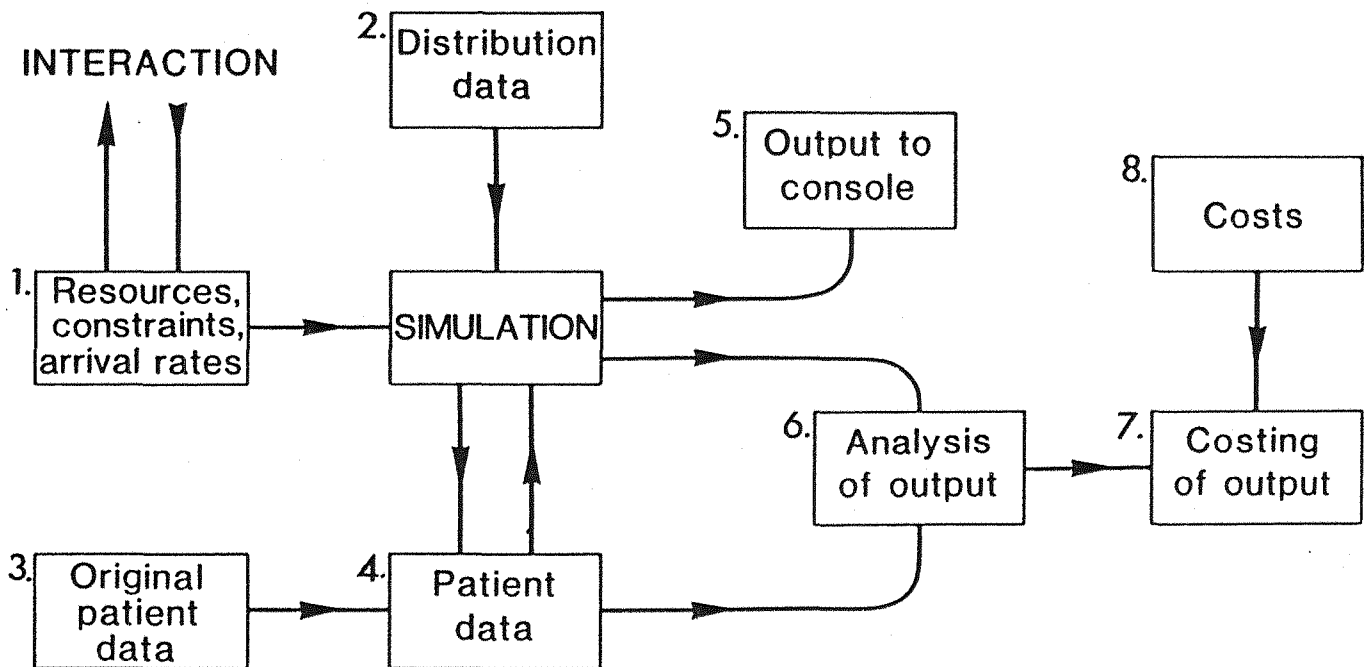 INTERACTION
2. Distribution
data
5. Output to
console
8. Costs
1. Resources,
constraints,
arrival rates
SIMULATION
6. Analysis
of output
7. Costing
of output
3. Original
patient
data
4. Patient
data